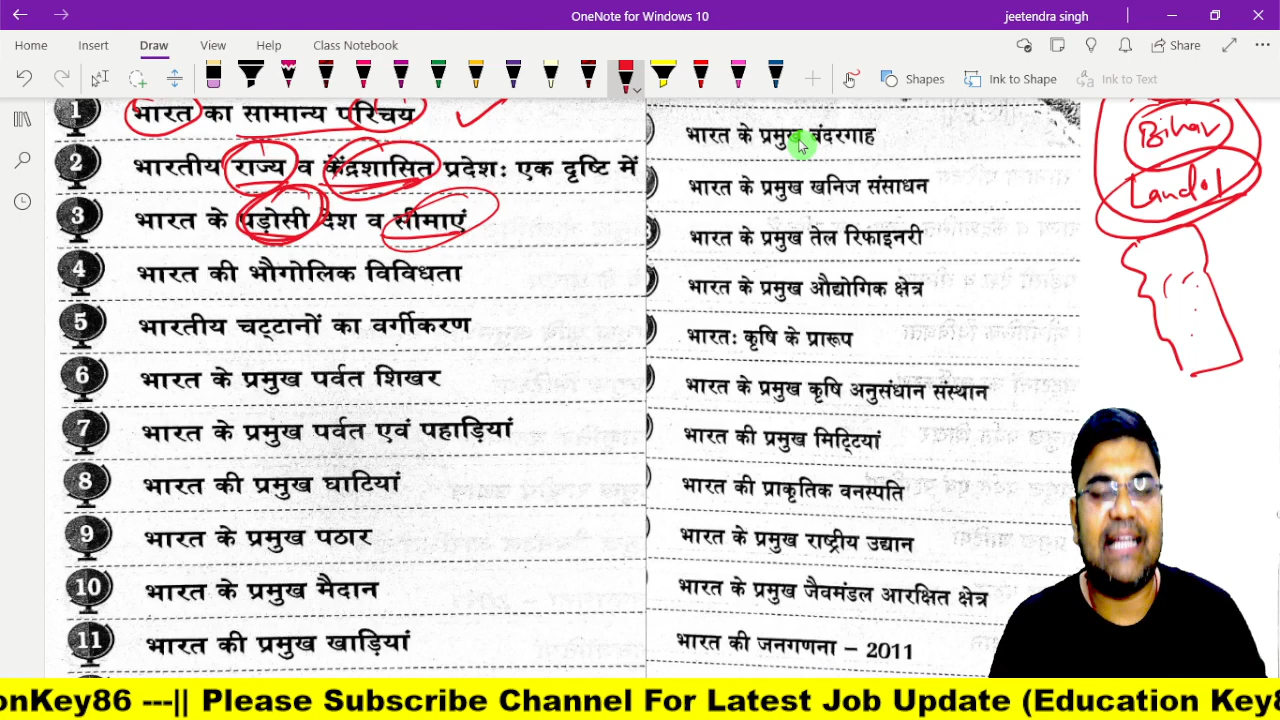 OneNote for Windows 10
jeetendra singh
Home Insert Draw View Help Class Notebook
Share
Shapes
Ink to Shape
Ink to Text
1 भारत का सामान्य परिचय
2 भारतीय राज्य व केंद्रशासित प्रदेश: एक दृष्टि में
3 भारत के पड़ोसी देश व सीमाएं
4 भारत की भौगोलिक विविधता
5 भारतीय चट्टानों का वर्गीकरण
6 भारत के प्रमुख पर्वत शिखर
7 भारत के प्रमुख पर्वत एवं पहाड़ियां
8 भारत की प्रमुख घाटियां
9 भारत के प्रमुख पठार
10 भारत के प्रमुख मैदान
11 भारत की प्रमुख खाड़ियां
भारत के प्रमुख बंदरगाह
भारत के प्रमुख खनिज संसाधन
भारत के प्रमुख तेल रिफाइनरी
भारत के प्रमुख औद्योगिक क्षेत्र
भारत: कृषि के प्रारूप
भारत के प्रमुख कृषि अनुसंधान संस्थान
भारत की प्रमुख मिट्टियां
भारत की प्राकृतिक वनस्पति
भारत के प्रमुख राष्ट्रीय उद्यान
भारत के प्रमुख जैवमंडल आरक्षित क्षेत्र
भारत की जनगणना – 2011
Bihar
onKey86 ---|| Please Subscribe Channel For Latest Job Update (Education Key8